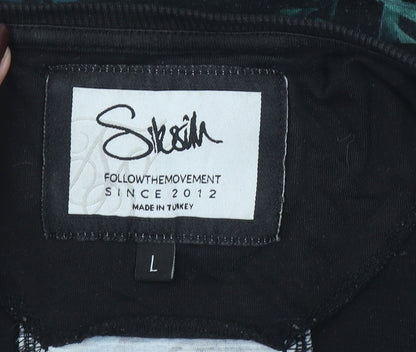 Siksilk
FOLLOWTHEMOVEMENT
SINCE 2012
MADE IN TURKEY
L